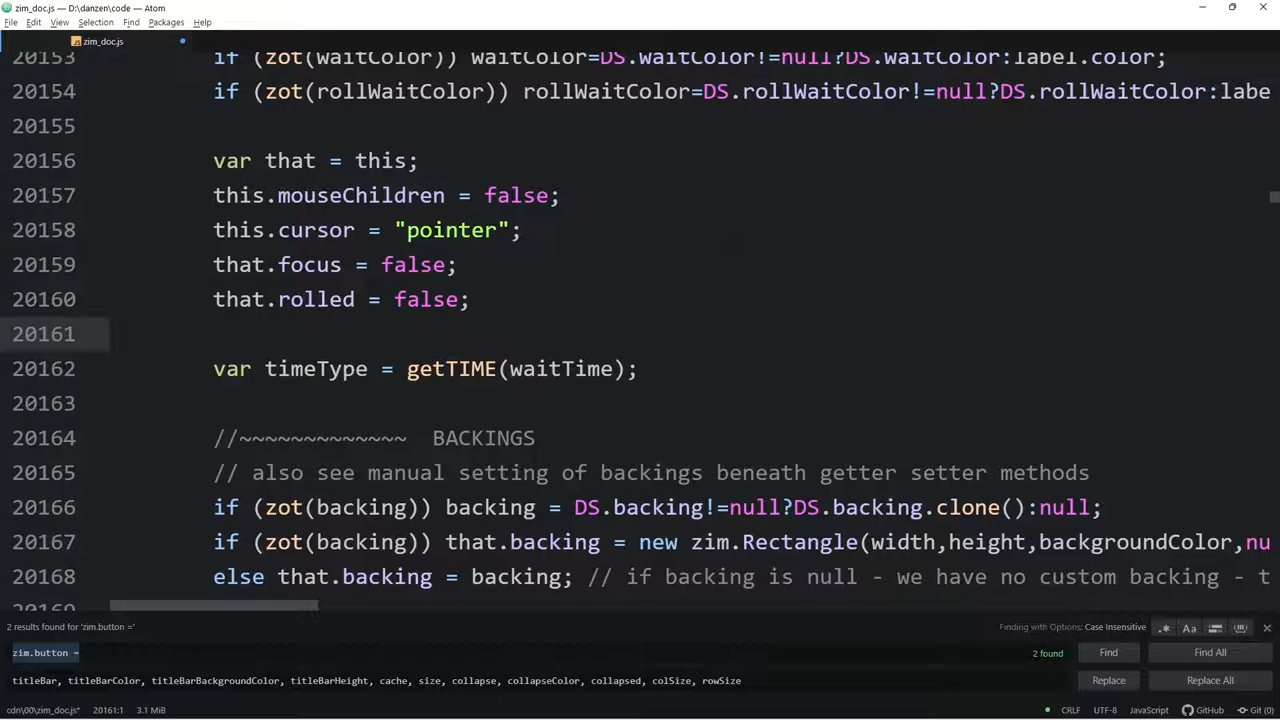 zim_doc.js — D:\danzen\code — Atom
File Edit View Selection Find Packages Help
zim_doc.js
20153 if (zot(waitColor)) waitColor=DS.waitColor!=null?DS.waitColor:label.color;
20154 if (zot(rollWaitColor)) rollWaitColor=DS.rollWaitColor!=null?DS.rollWaitColor:labe
20155
20156 var that = this;
20157 this.mouseChildren = false;
20158 this.cursor = "pointer";
20159 that.focus = false;
20160 that.rolled = false;
20161
20162 var timeType = getTIME(waitTime);
20163
20164 //~~~~~~~~~~~~~ BACKINGS
20165 // also see manual setting of backings beneath getter setter methods
20166 if (zot(backing)) backing = DS.backing!=null?DS.backing.clone():null;
20167 if (zot(backing)) that.backing = new zim.Rectangle(width,height,backgroundColor,nu
20168 else that.backing = backing; // if backing is null - we have no custom backing - t
20169
2 results found for 'zim.button =' Finding with Options: Case Insensitive .* Aa
zim.button = 2 found Find Find All
titleBar, titleBarColor, titleBarBackgroundColor, titleBarHeight, cache, size, collapse, collapseColor, collapsed, colSize, rowSize Replace Replace All
cdn\00\zim_doc.js* 20161:1 3.1 MiB CRLF UTF-8 JavaScript GitHub Git (0)